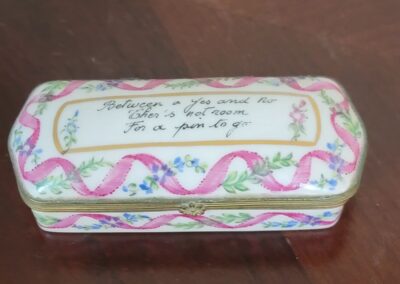 Between a yes and no
Ther is not room
For a pin to go